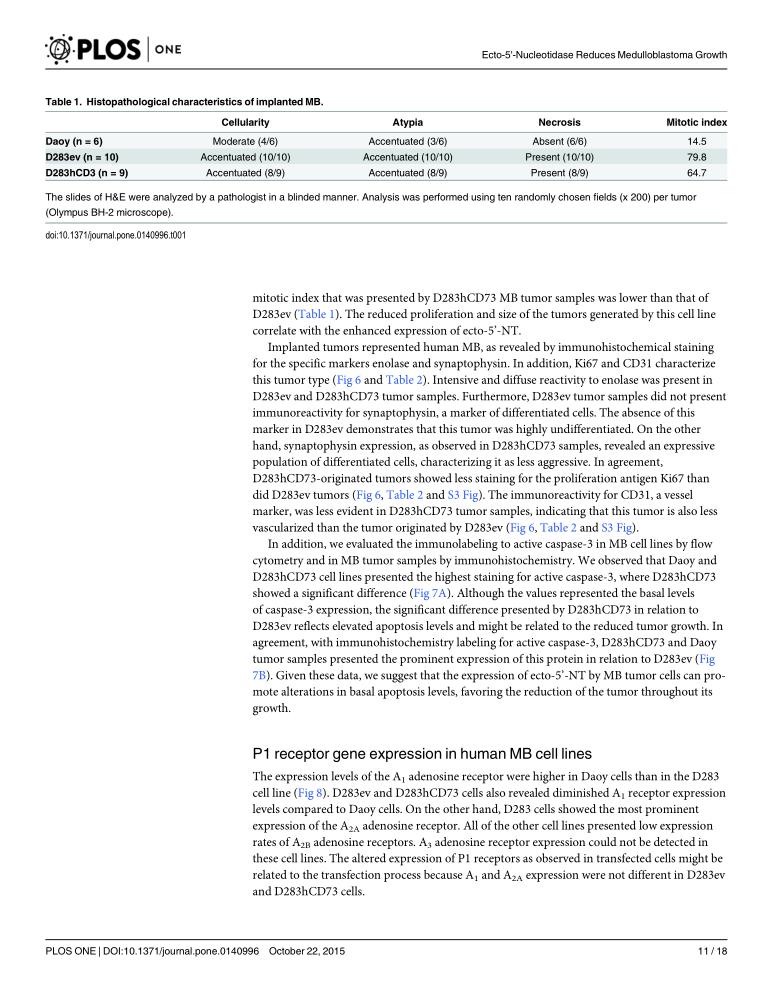 PLOS ONE
Ecto-5'-Nucleotidase Reduces Medulloblastoma Growth
Table 1. Histopathological characteristics of implanted MB.
Cellularity Atypia Necrosis Mitotic index
Daoy (n = 6) Moderate (4/6) Accentuated (3/6) Absent (6/6) 14.5
D283ev (n = 10) Accentuated (10/10) Accentuated (10/10) Present (10/10) 79.8
D283hCD3 (n = 9) Accentuated (8/9) Accentuated (8/9) Present (8/9) 64.7
The slides of H&E were analyzed by a pathologist in a blinded manner. Analysis was performed using ten randomly chosen fields (x 200) per tumor
(Olympus BH-2 microscope).
doi:10.1371/journal.pone.0140996.t001
mitotic index that was presented by D283hCD73 MB tumor samples was lower than that of
D283ev (Table 1). The reduced proliferation and size of the tumors generated by this cell line
correlate with the enhanced expression of ecto-5'-NT.
Implanted tumors represented human MB, as revealed by immunohistochemical staining
for the specific markers enolase and synaptophysin. In addition, Ki67 and CD31 characterize
this tumor type (Fig 6 and Table 2). Intensive and diffuse reactivity to enolase was present in
D283ev and D283hCD73 tumor samples. Furthermore, D283ev tumor samples did not present
immunoreactivity for synaptophysin, a marker of differentiated cells. The absence of this
marker in D283ev demonstrates that this tumor was highly undifferentiated. On the other
hand, synaptophysin expression, as observed in D283hCD73 samples, revealed an expressive
population of differentiated cells, characterizing it as less aggressive. In agreement,
D283hCD73-originated tumors showed less staining for the proliferation antigen Ki67 than
did D283ev tumors (Fig 6, Table 2 and S3 Fig). The immunoreactivity for CD31, a vessel
marker, was less evident in D283hCD73 tumor samples, indicating that this tumor is also less
vascularized than the tumor originated by D283ev (Fig 6, Table 2 and S3 Fig).
In addition, we evaluated the immunolabeling to active caspase-3 in MB cell lines by flow
cytometry and in MB tumor samples by immunohistochemistry. We observed that Daoy and
D283hCD73 cell lines presented the highest staining for active caspase-3, where D283hCD73
showed a significant difference (Fig 7A). Although the values represented the basal levels
of caspase-3 expression, the significant difference presented by D283hCD73 in relation to
D283ev reflects elevated apoptosis levels and might be related to the reduced tumor growth. In
agreement, with immunohistochemistry labeling for active caspase-3, D283hCD73 and Daoy
tumor samples presented the prominent expression of this protein in relation to D283ev (Fig
7B). Given these data, we suggest that the expression of ecto-5'-NT by MB tumor cells can pro-
mote alterations in basal apoptosis levels, favoring the reduction of the tumor throughout its
growth.
P1 receptor gene expression in human MB cell lines
The expression levels of the A1 adenosine receptor were higher in Daoy cells than in the D283
cell line (Fig 8). D283ev and D283hCD73 cells also revealed diminished A1 receptor expression
levels compared to Daoy cells. On the other hand, D283 cells showed the most prominent
expression of the A2A adenosine receptor. All of the other cell lines presented low expression
rates of A2B adenosine receptors. A3 adenosine receptor expression could not be detected in
these cell lines. The altered expression of P1 receptors as observed in transfected cells might be
related to the transfection process because A1 and A2A expression were not different in D283ev
and D283hCD73 cells.
PLOS ONE | DOI:10.1371/journal.pone.0140996 October 22, 2015
11 / 18